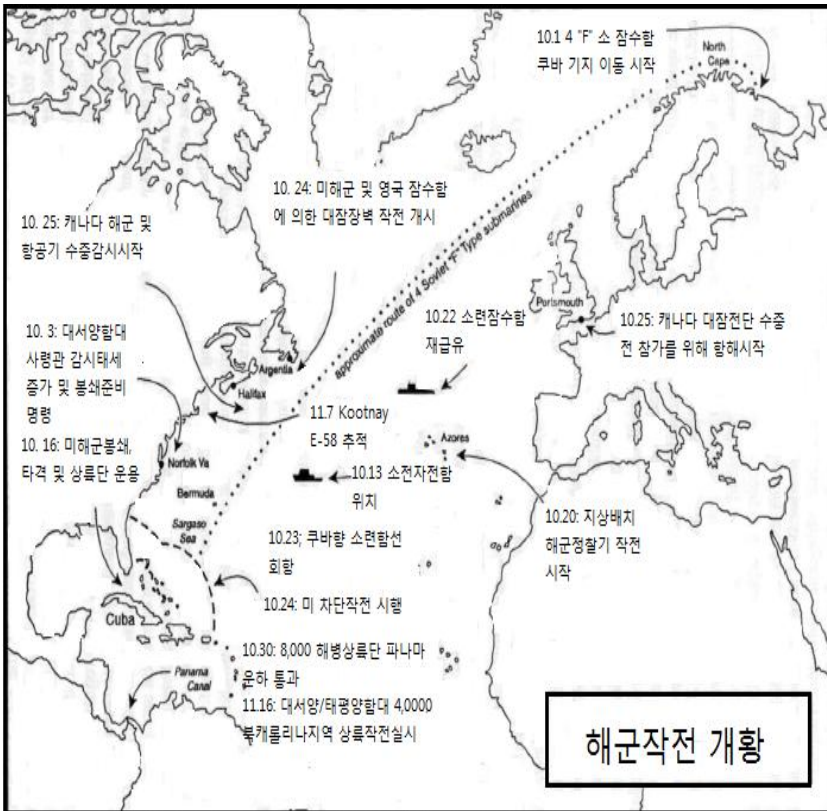 10.1 4 "F" 소 잠수함
쿠바 기지 이동 시작
North
Cape
10. 24: 미해군 및 영국 잠수함
에 의한 대잠장벽 작전 개시
10. 25: 캐나다 해군 및
항공기 수중감시시작
approximate route of 4 Soviet "F" Type submarines
Portsmouth
10.22 소련잠수함
재급유
10.25: 캐나다 대잠전단 수중
전 참가를 위해 항해시작
10. 3: 대서양함대
사령관 감시태세
증가 및 봉쇄준비
명령
Argentia
Halifax
11.7 Kootnay
E-58 추적
Azores
10. 16: 미해군봉쇄,
타격 및 상륙단 운용
Norfolk Va
10.13 소전자전함
위치
Bermuda
Sargaso
Sea
10.20: 지상배치
해군정찰기 작전
시작
10.23; 쿠바향 소련함선
회항
10.24: 미 차단작전 시행
Cuba
10.30: 8,000 해병상륙단 파나마
운하 통과
Panama
Canal
11.16: 대서양/태평양함대 4,0000
북캐롤리나지역 상륙작전실시
해군작전 개황